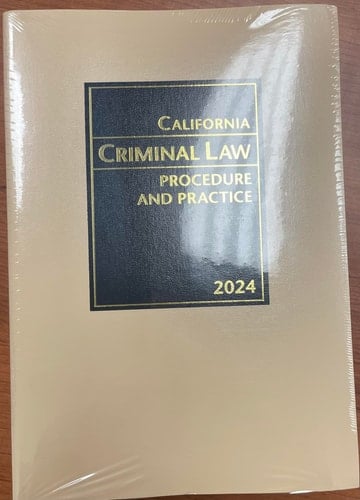 CALIFORNIA
CRIMINAL LAW
PROCEDURE
AND PRACTICE
2024